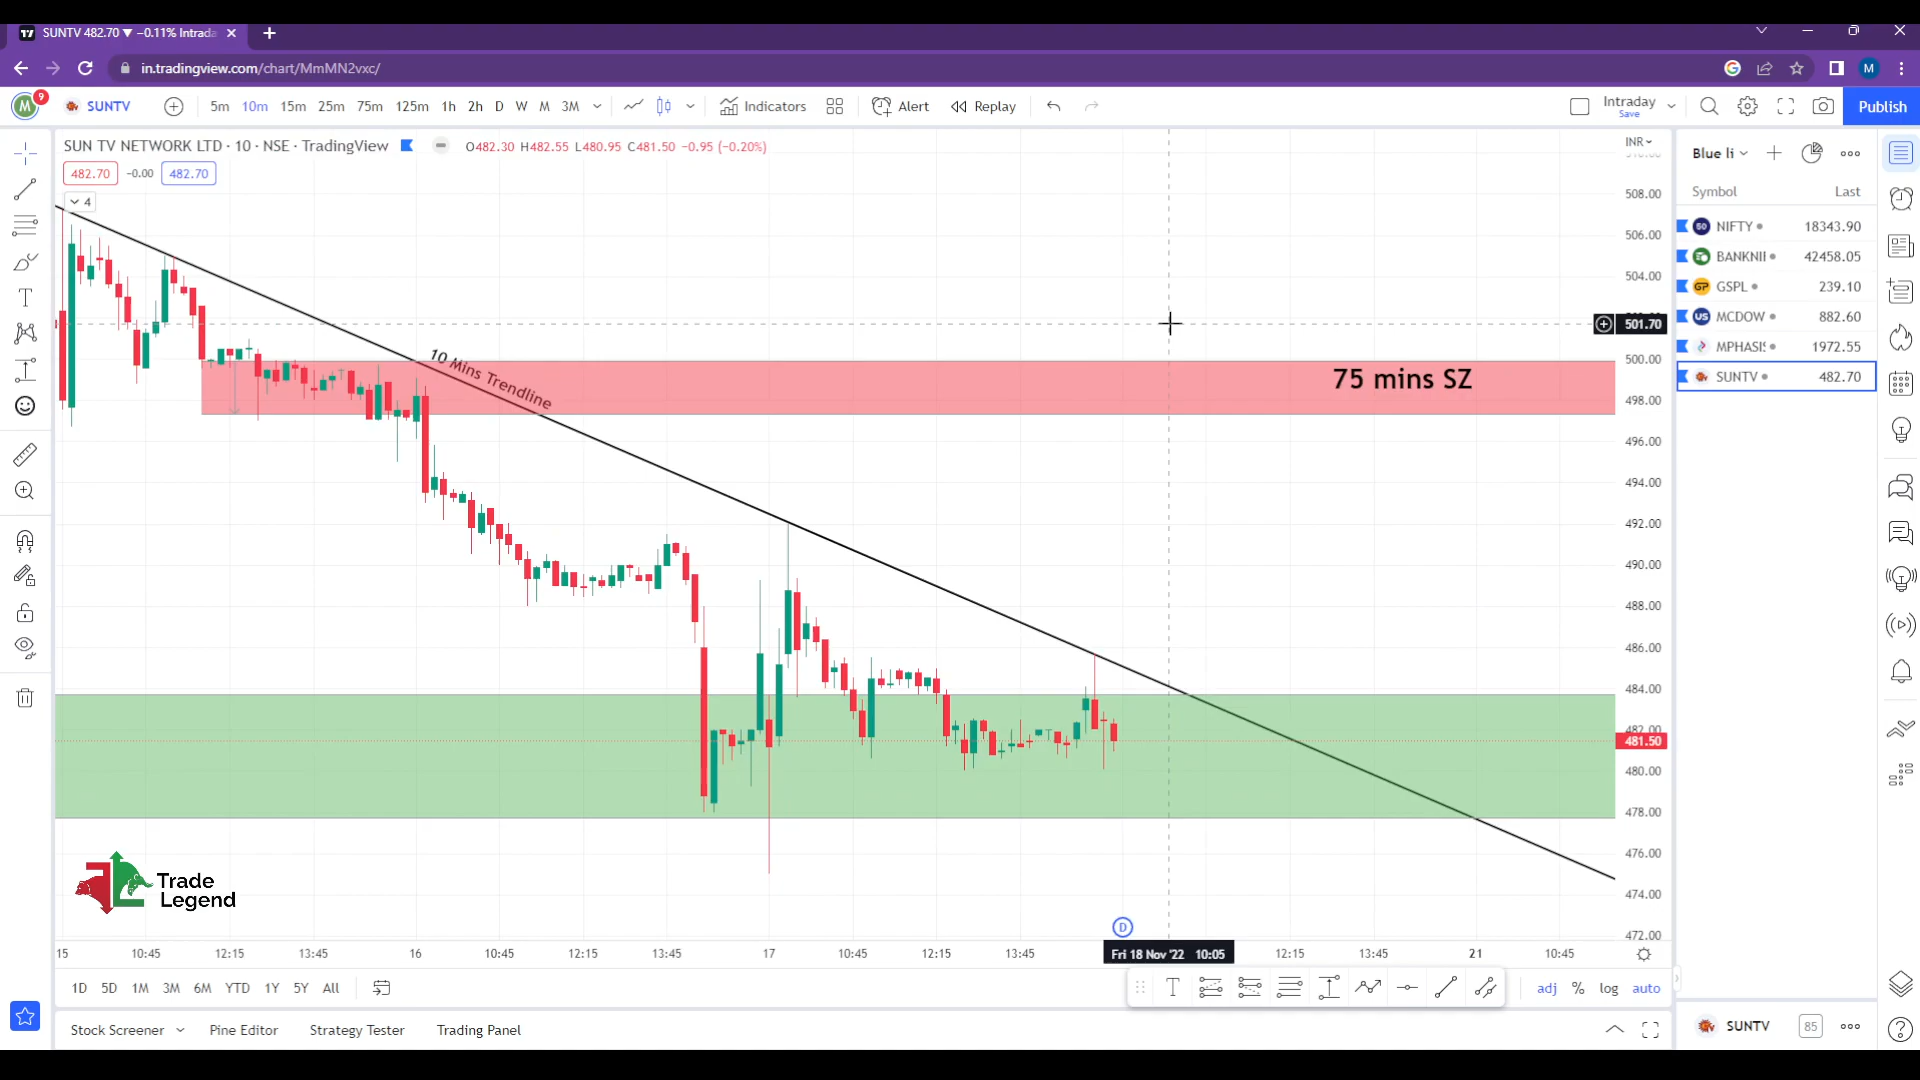 SUNTV 482.70 ▼ −0.11% Intrada
in.tradingview.com/chart/MmMN2vxc/
M
M 9 SUNTV 5m 10m 15m 25m 75m 125m 1h 2h D W M 3M Indicators Alert Replay Intraday Save Publish
SUN TV NETWORK LTD · 10 · NSE · TradingView O482.30 H482.55 L480.95 C481.50 −0.95 (−0.20%)
INR
482.70 -0.00 482.70
4
508.00
506.00
504.00
501.70
500.00
498.00
496.00
494.00
492.00
490.00
488.00
486.00
484.00
482.00
481.50
480.00
478.00
476.00
474.00
472.00
10 Mins Trendline
75 mins SZ
Trade
Legend
D
15 10:45 12:15 13:45 16 10:45 12:15 13:45 17 10:45 12:15 13:45 Fri 18 Nov '22 10:05 12:15 13:45 21 10:45
1D 5D 1M 3M 6M YTD 1Y 5Y All
T
adj % log auto
Stock Screener Pine Editor Strategy Tester Trading Panel
Blue li
Symbol Last
50 NIFTY 18343.90
BANKNI 42458.05
GP GSPL 239.10
US MCDOW 882.60
MPHASI 1972.55
SUNTV 482.70
SUNTV 85